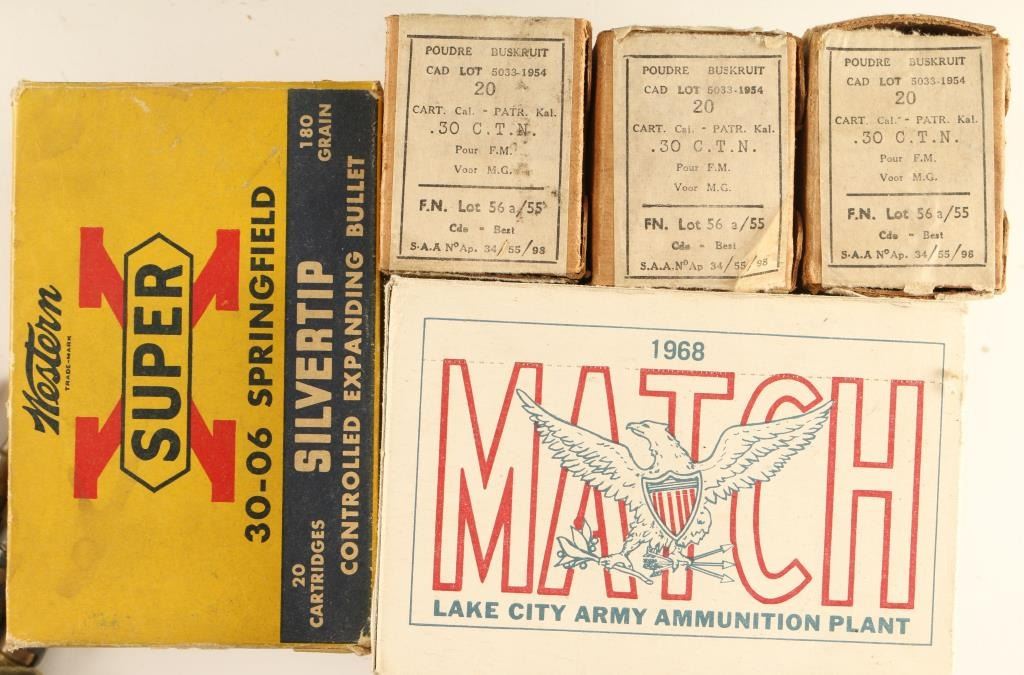 Western
TRADE-MARK
SUPER
X
30-06 SPRINGFIELD
180
GRAIN
SILVERTIP
CONTROLLED EXPANDING BULLET
20
CARTRIDGES
POUDRE BUSKRUIT
CAD LOT 5033-1954
20
CART. Cal. - PATR. Kal.
.30 C.T.N.
Pour F.M.
Voor M.G.
F.N. Lot 56 a/55
Cde - Best
S.A.A Nº Ap. 34/55/98
POUDRE BUSKRUIT
CAD LOT 5033-1954
20
CART. Cal. - PATR. Kal.
.30 C.T.N.
Pour F.M.
Voor M.G.
FN. Lot 56 a/55
Cde - Best
S.A.A. Nº Ap. 34/55/98
POUDRE BUSKRUIT
CAD LOT 5033-1954
20
CART. Cal. - PATR. Kal.
.30 C.T.N.
Pour F.M.
Voor M.G.
F.N. Lot 56 a/55
Cde - Best
S.A.A Nº Ap. 34/55/98
1968
MATCH
LAKE CITY ARMY AMMUNITION PLANT